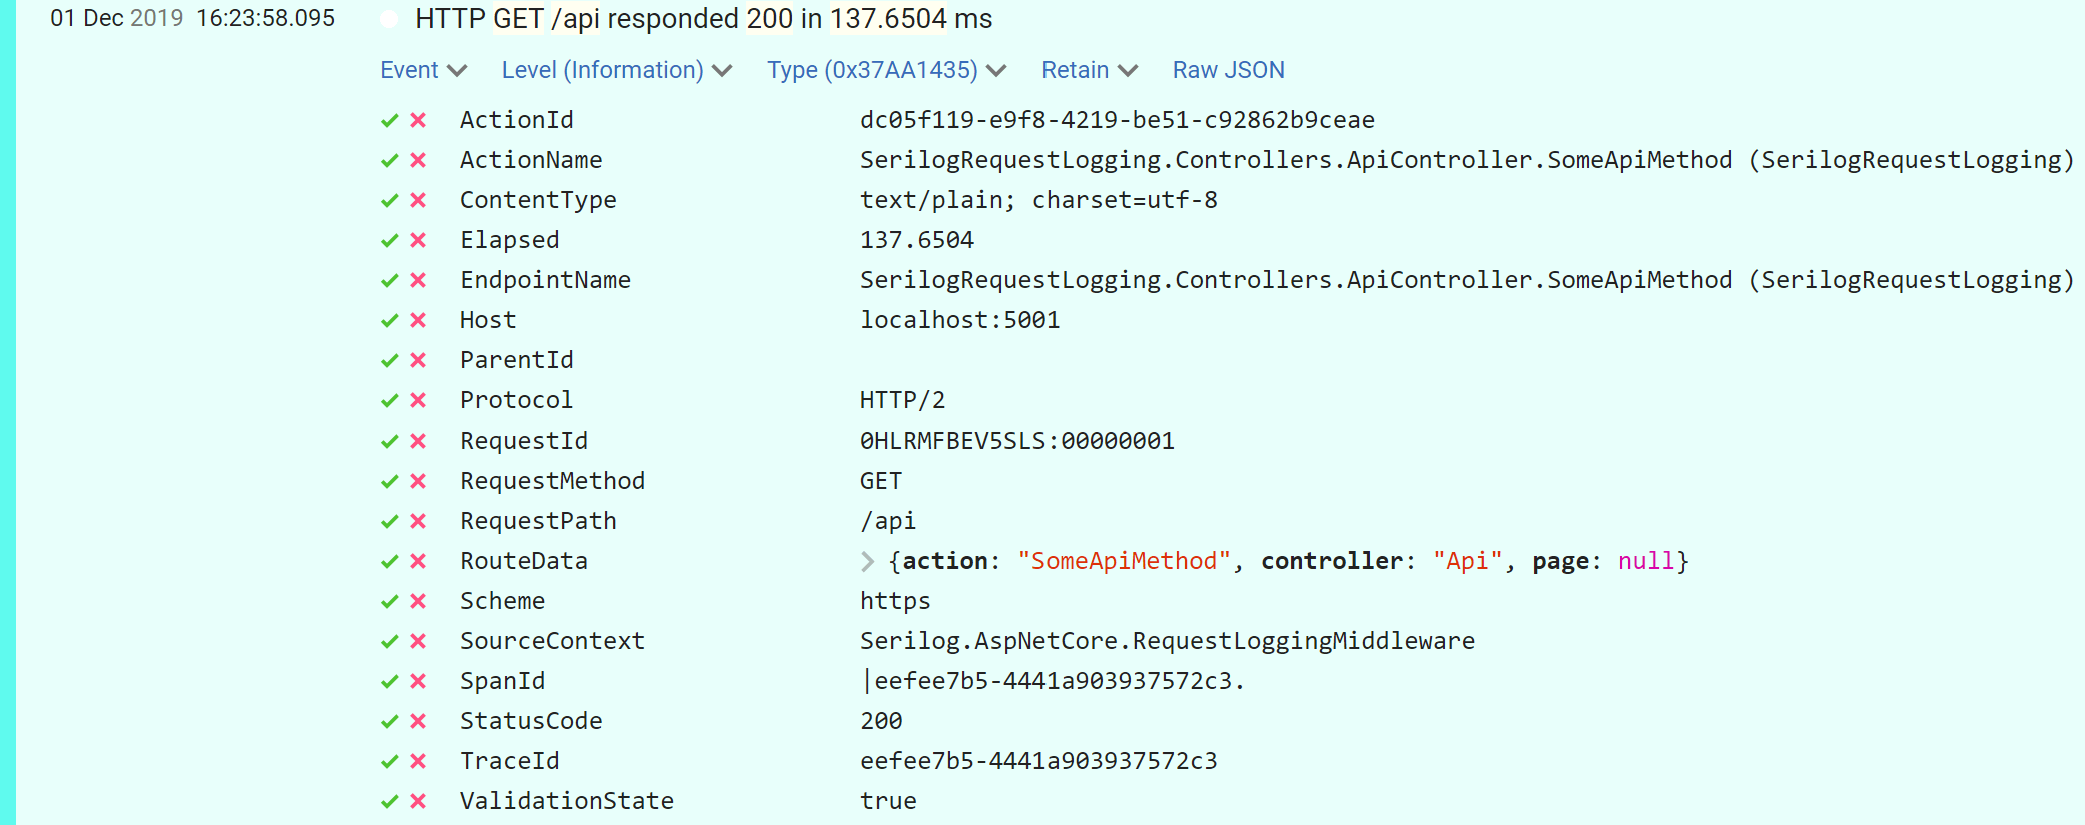 01 Dec 2019 16:23:58.095 HTTP GET /api responded 200 in 137.6504 ms
Event Level (Information) Type (0x37AA1435) Retain Raw JSON
ActionId dc05f119-e9f8-4219-be51-c92862b9ceae
ActionName SerilogRequestLogging.Controllers.ApiController.SomeApiMethod (SerilogRequestLogging)
ContentType text/plain; charset=utf-8
Elapsed 137.6504
EndpointName SerilogRequestLogging.Controllers.ApiController.SomeApiMethod (SerilogRequestLogging)
Host localhost:5001
ParentId
Protocol HTTP/2
RequestId 0HLRMFBEV5SLS:00000001
RequestMethod GET
RequestPath /api
RouteData {action: "SomeApiMethod", controller: "Api", page: null}
Scheme https
SourceContext Serilog.AspNetCore.RequestLoggingMiddleware
SpanId |eefee7b5-4441a903937572c3.
StatusCode 200
TraceId eefee7b5-4441a903937572c3
ValidationState true